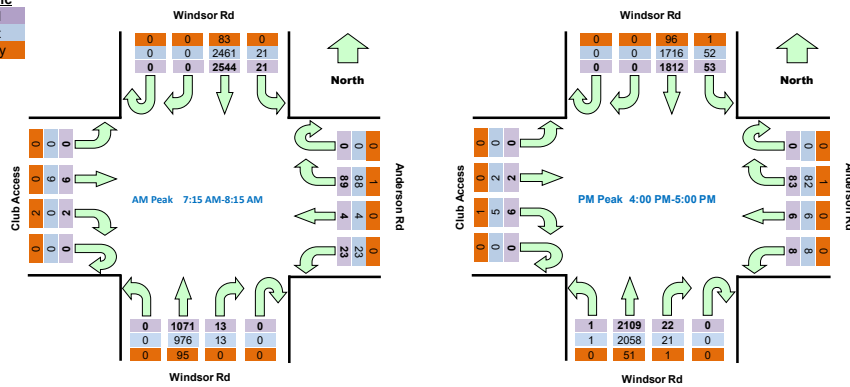 Windsor Rd
0 0 83 0
0 0 2461 21
0 0 2544 21
North
Club Access
0 0 0
0 6 6
2 0 2
0 0 0
AM Peak 7:15 AM-8:15 AM
0 0 0
89 88 1
4 4 0
23 23 0
Anderson Rd
0 1071 13 0
0 976 13 0
0 95 0 0
Windsor Rd
Windsor Rd
0 0 96 1
0 0 1716 52
0 0 1812 53
North
Club Access
0 0 0
0 2 2
1 5 6
0 0 0
PM Peak 4:00 PM-5:00 PM
0 0 0
83 82 1
6 6 0
8 8 0
Anderson Rd
1 2109 22 0
1 2058 21 0
0 51 1 0
Windsor Rd